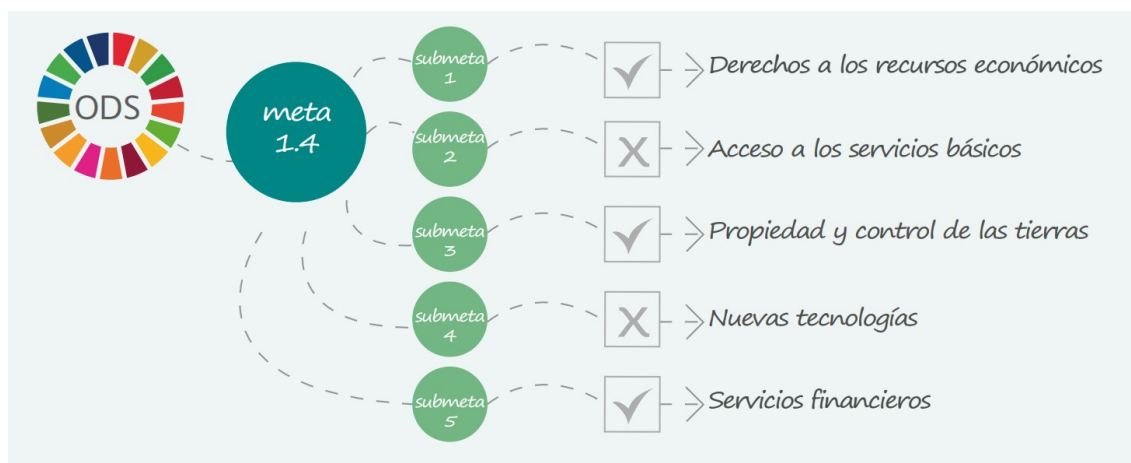 ODS
meta
1.4
submeta
1
Derechos a los recursos económicos
submeta
2
Acceso a los servicios básicos
submeta
3
Propiedad y control de las tierras
submeta
4
Nuevas tecnologías
submeta
5
Servicios financieros